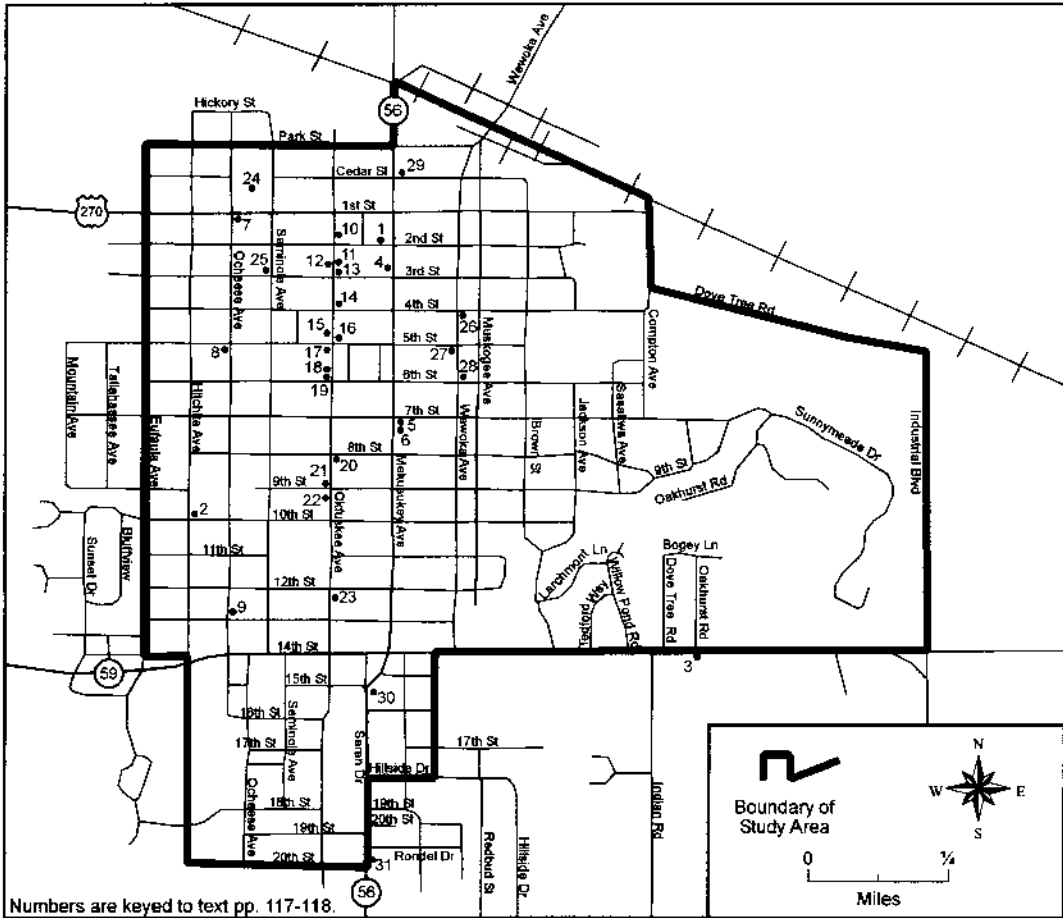 Wewoka Ave
Hickory St
56
Park St
29
Cedar St
24
270
1st St
7
10
1
2nd St
Seminole Ave
11
12
4
25
13
3rd St
Ocheese Ave
14
4th St
Dove Tree Rd
26
15
16
Muskogee Ave
Compton Ave
5th St
8
17
27
18
28
6th St
19
Mountain Ave
Tallahassee Ave
Hitchita Ave
Jackson Ave
Sasakwa Ave
7th St
Eufaula Ave
5
Wewoka Ave
Brown St
Sunnymeade Dr
Industrial Blvd
6
8th St
20
Mekusukey Ave
21
9th St
9th St
Oakhurst Rd
22
2
10th St
Oktuskee Ave
Bluffview
Sunset Dr
11th St
Larchmont Ln
Bogey Ln
12th St
Willow Pond Rd
Dove Tree Rd
Oakhurst Rd
23
9
Way
14th St
3
59
15th St
30
16th St
Seminole Ave
17th St
Saran Dr
17th St
Hillside Dr
Ocheese Ave
18th St
19th St
20th St
19th St
Indian Rd
Redbud St
Hillside Dr
20th St
Rondel Dr
31
56
Boundary of
Study Area
N
W
E
S
0
¼
Miles
Numbers are keyed to text pp. 117-118.